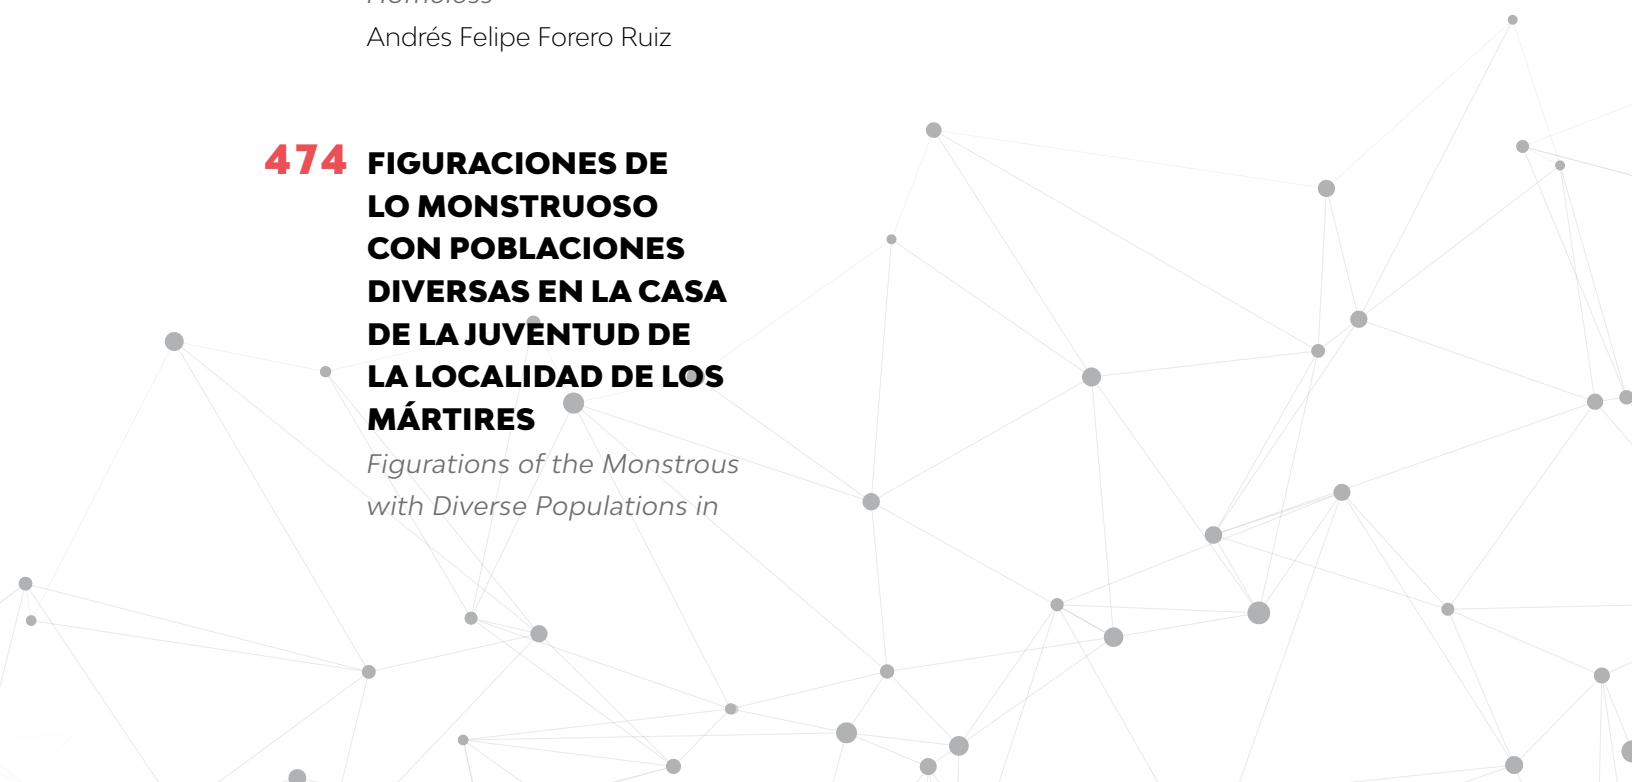 Homeless
Andrés Felipe Forero Ruiz
474 FIGURACIONES DE
LO MONSTRUOSO
CON POBLACIONES
DIVERSAS EN LA CASA
DE LA JUVENTUD DE
LA LOCALIDAD DE LOS
MÁRTIRES
Figurations of the Monstrous
with Diverse Populations in